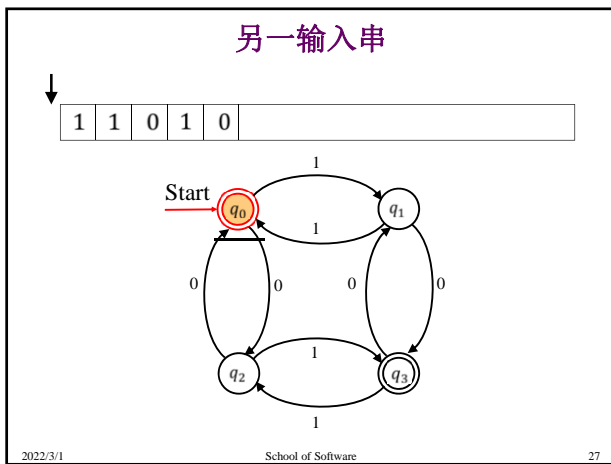 另一输入串
1 1 0 1 0
1
Start
q0
q1
1
0 0 0 0
1
q2
q3
1
2022/3/1 School of Software 27